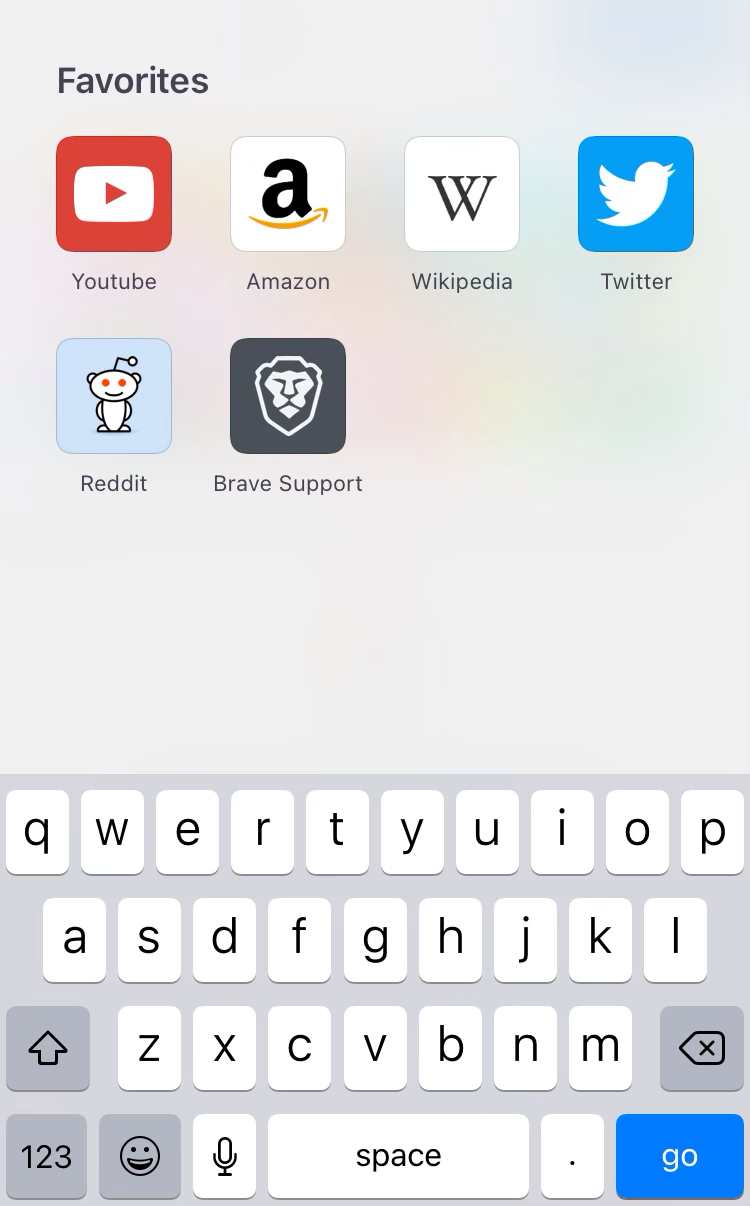 Favorites
a
W
Youtube Amazon Wikipedia Twitter
Reddit Brave Support
q w e r t y u i o p
a s d f g h j k l
z x c v b n m
123 space . go